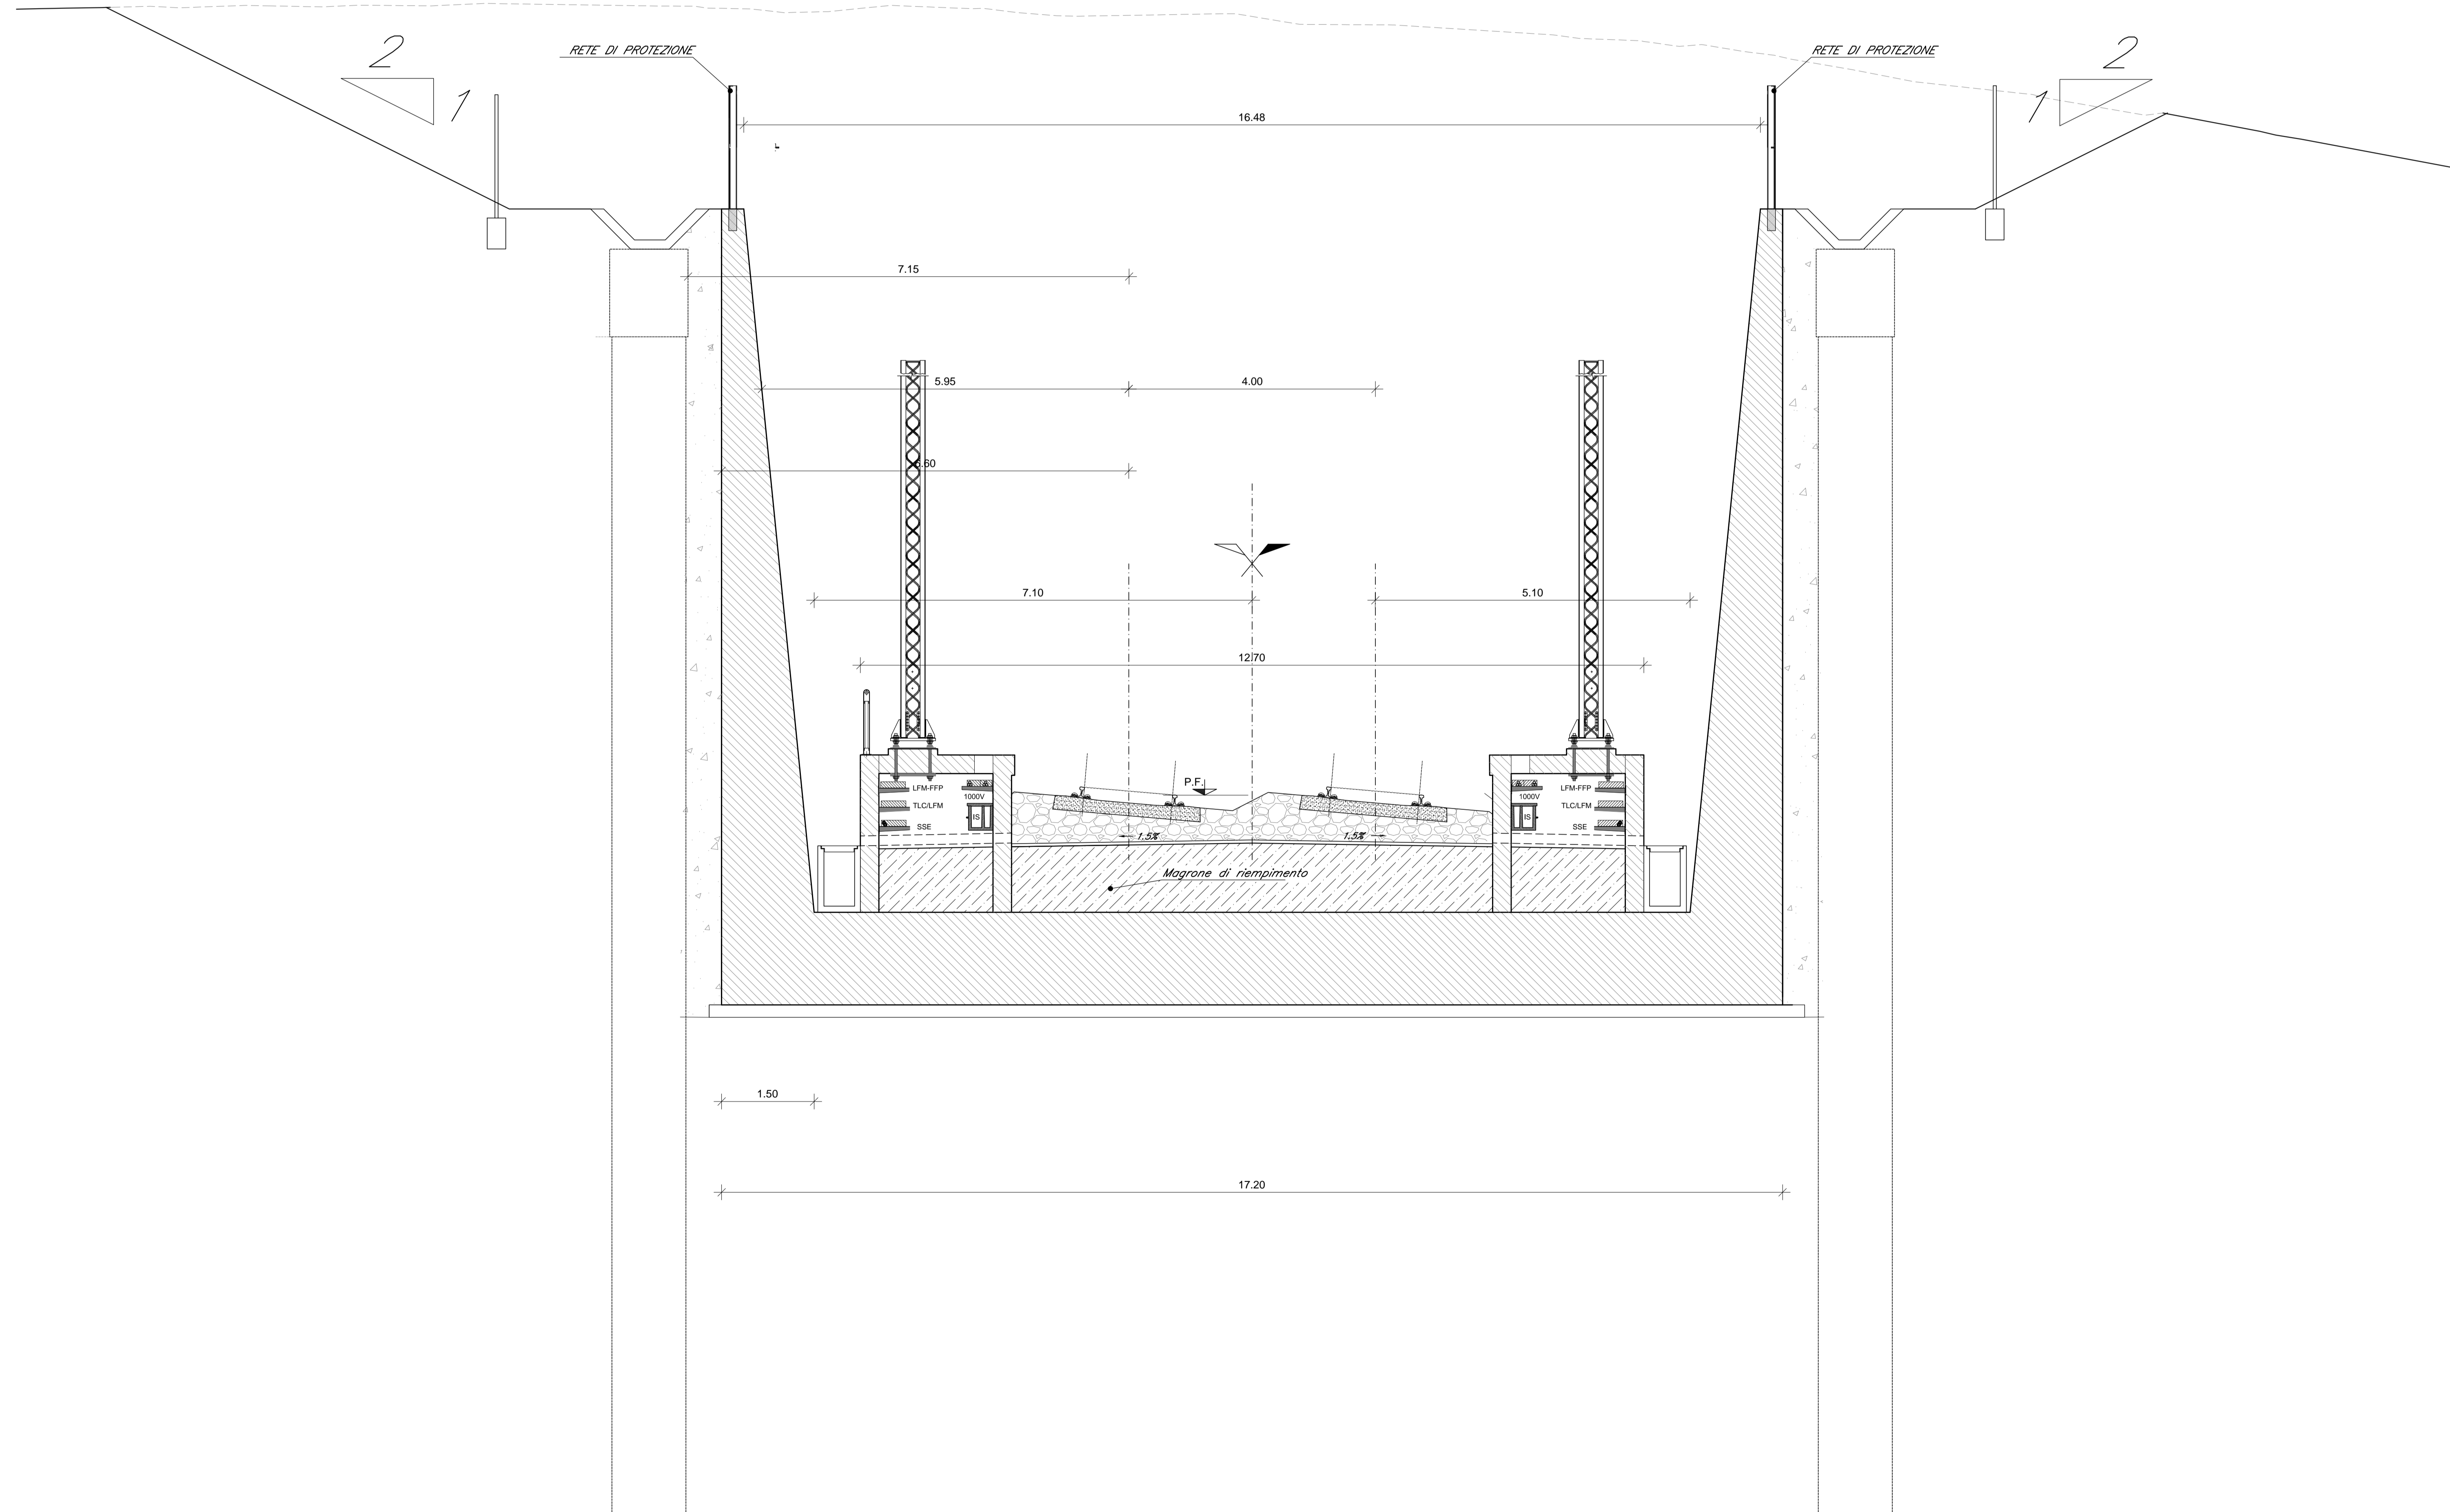 2
RETE DI PROTEZIONE
RETE DI PROTEZIONE
2
1
1
16.48
7.15
5.95
4.00
6.60
7.10
5.10
12.70
P.F.
LFM-FFP
1000V
TLC/LFM
IS
SSE
1000V
LFM-FFP
TLC/LFM
IS
SSE
1.5%
1.5%
Magrone di riempimento
1.50
17.20